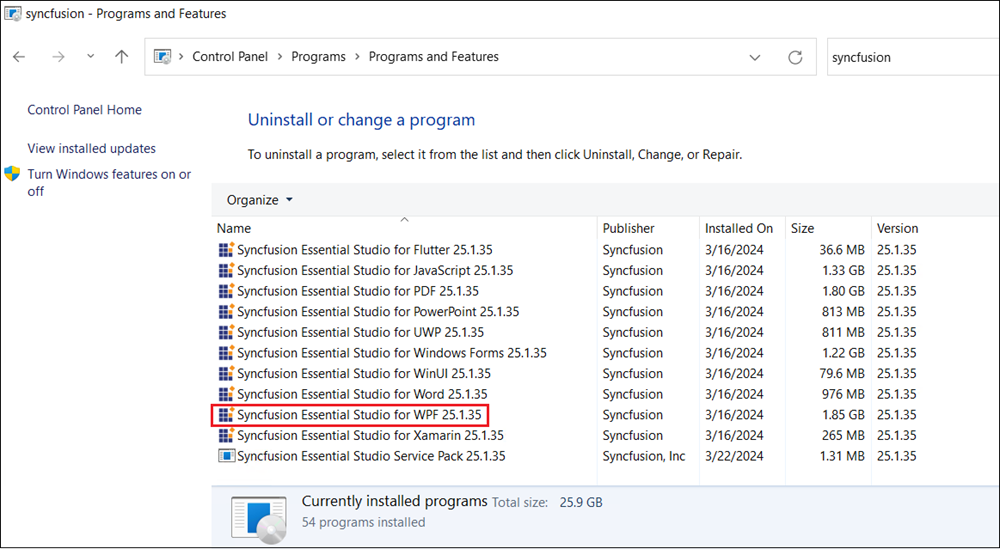 syncfusion - Programs and Features
Control Panel Programs Programs and Features syncfusion
Control Panel Home
View installed updates
Turn Windows features on or
off
Uninstall or change a program
To uninstall a program, select it from the list and then click Uninstall, Change, or Repair.
Organize
Name Publisher Installed On Size Version
Syncfusion Essential Studio for Flutter 25.1.35 Syncfusion 3/16/2024 36.6 MB 25.1.35
Syncfusion Essential Studio for JavaScript 25.1.35 Syncfusion 3/16/2024 1.33 GB 25.1.35
Syncfusion Essential Studio for PDF 25.1.35 Syncfusion 3/16/2024 1.80 GB 25.1.35
Syncfusion Essential Studio for PowerPoint 25.1.35 Syncfusion 3/16/2024 813 MB 25.1.35
Syncfusion Essential Studio for UWP 25.1.35 Syncfusion 3/16/2024 811 MB 25.1.35
Syncfusion Essential Studio for Windows Forms 25.1.35 Syncfusion 3/16/2024 1.22 GB 25.1.35
Syncfusion Essential Studio for WinUI 25.1.35 Syncfusion 3/16/2024 79.6 MB 25.1.35
Syncfusion Essential Studio for Word 25.1.35 Syncfusion 3/16/2024 976 MB 25.1.35
Syncfusion Essential Studio for WPF 25.1.35 Syncfusion 3/16/2024 1.85 GB 25.1.35
Syncfusion Essential Studio for Xamarin 25.1.35 Syncfusion 3/16/2024 265 MB 25.1.35
Syncfusion Essential Studio Service Pack 25.1.35 Syncfusion, Inc 3/22/2024 1.31 MB 25.1.35
Currently installed programs Total size: 25.9 GB
54 programs installed